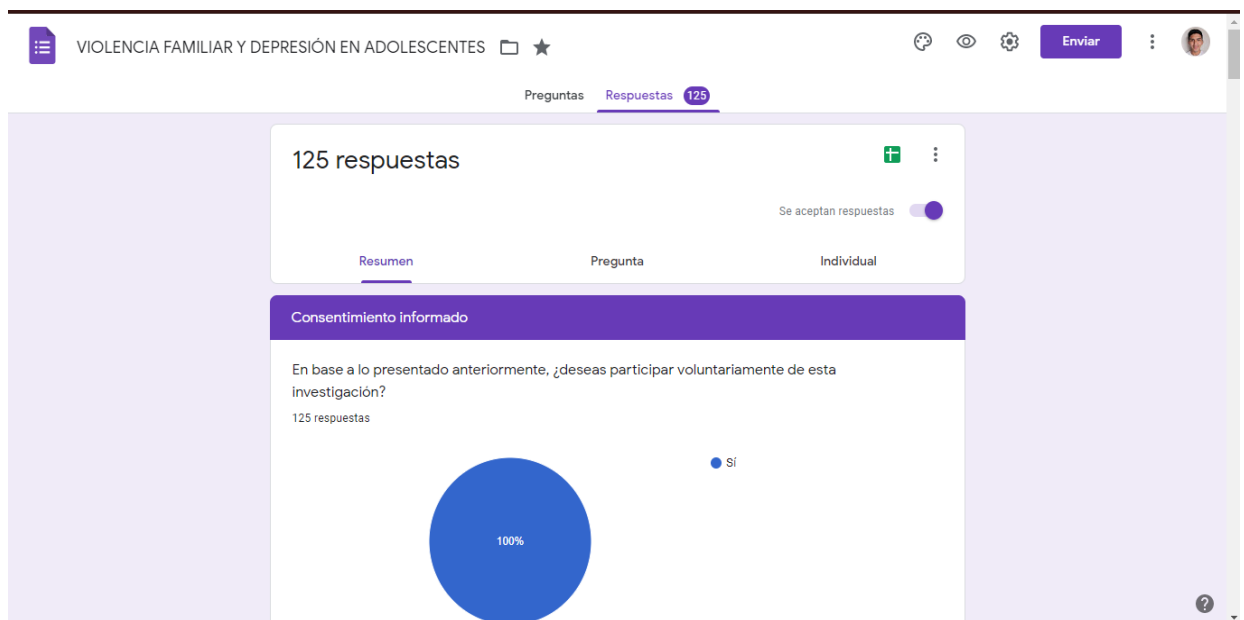 VIOLENCIA FAMILIAR Y DEPRESIÓN EN ADOLESCENTES
Enviar
Preguntas Respuestas 125
125 respuestas
Se aceptan respuestas
Resumen Pregunta Individual
Consentimiento informado
En base a lo presentado anteriormente, ¿deseas participar voluntariamente de esta
investigación?
125 respuestas
Sí
100%